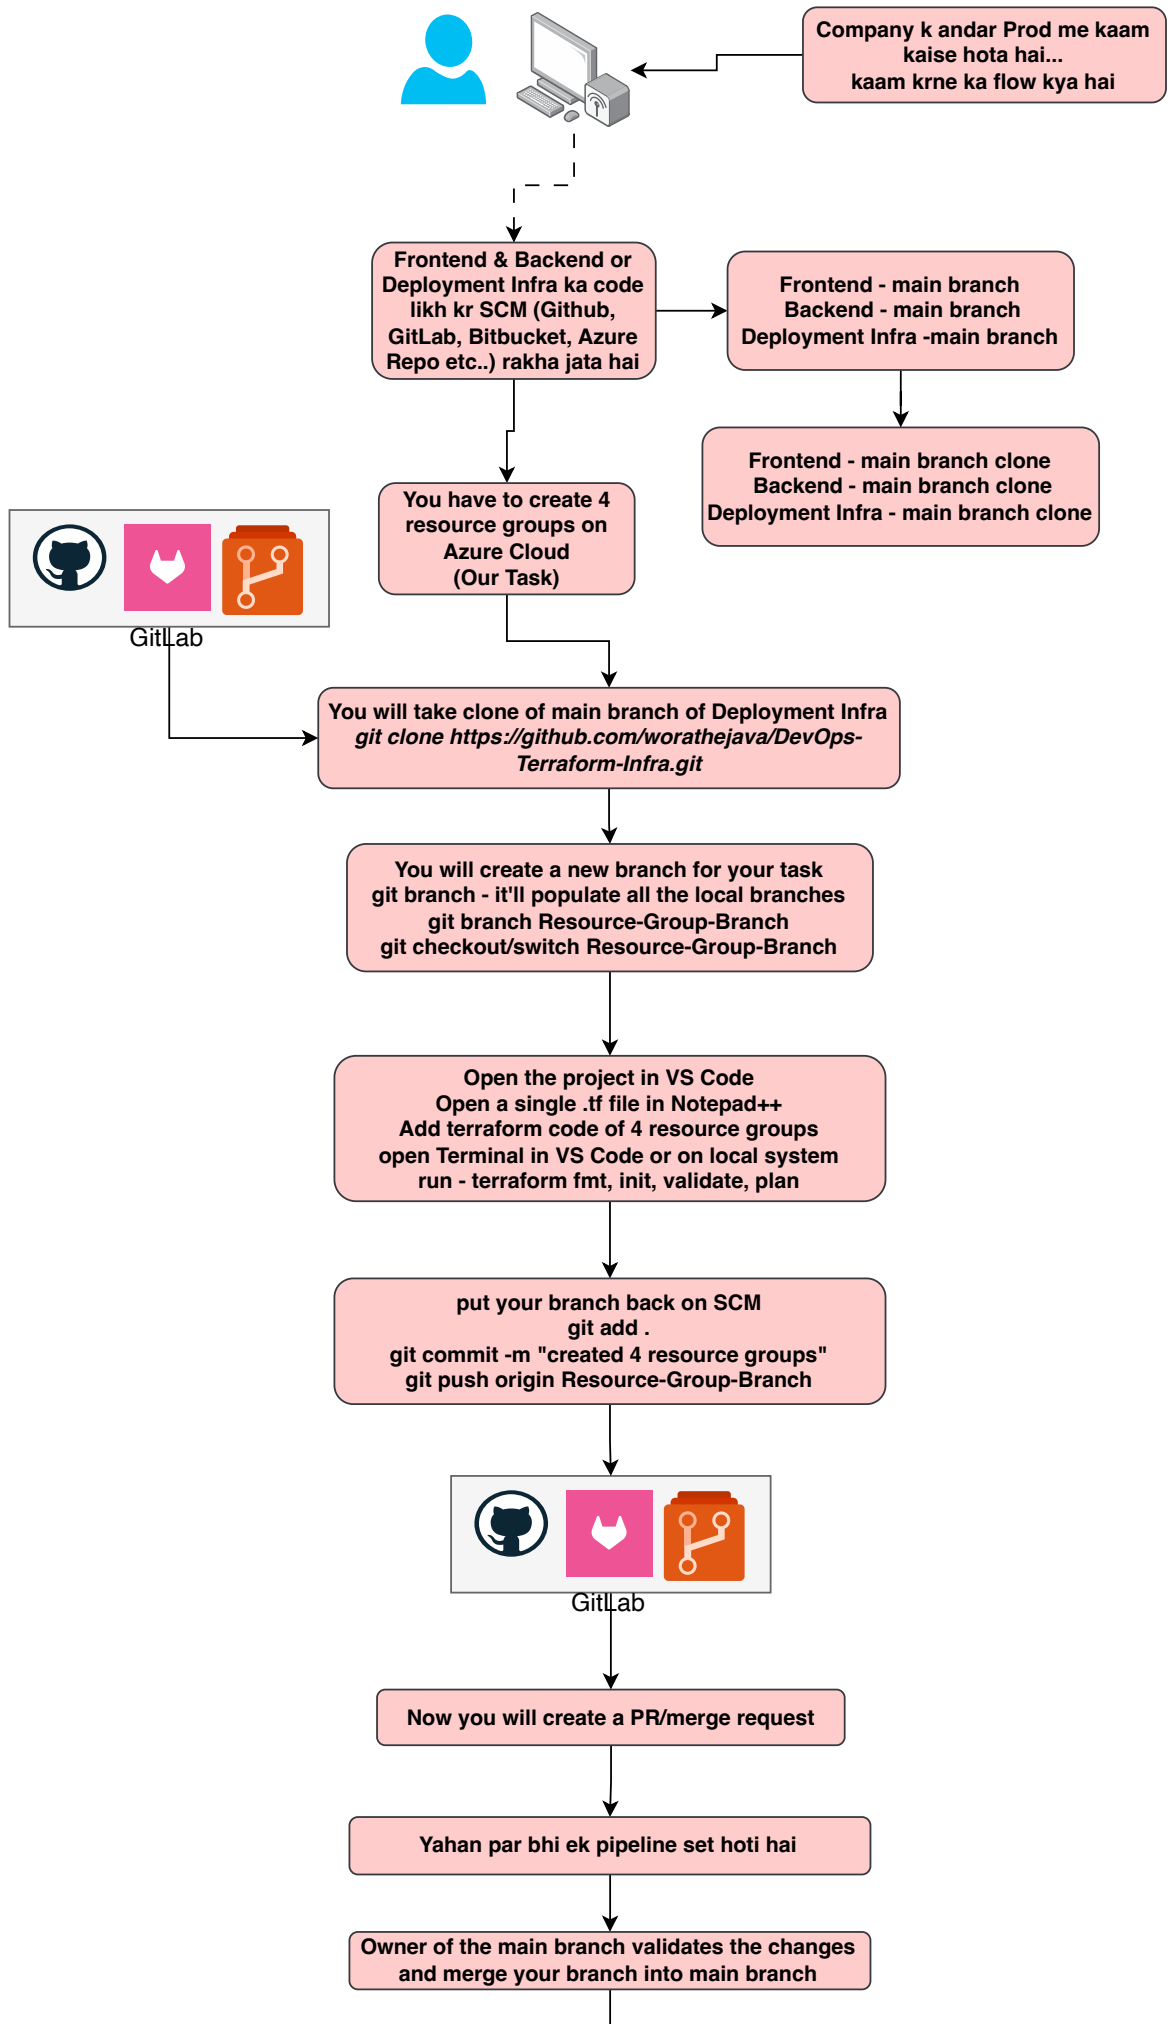 Company k andar Prod me kaam
kaise hota hai...
kaam krne ka flow kya hai
Frontend & Backend or
Deployment Infra ka code
likh kr SCM (Github,
GitLab, Bitbucket, Azure
Repo etc..) rakha jata hai
Frontend - main branch
Backend - main branch
Deployment Infra -main branch
Frontend - main branch clone
Backend - main branch clone
Deployment Infra - main branch clone
You have to create 4
resource groups on
Azure Cloud
(Our Task)
GitLab
You will take clone of main branch of Deployment Infra
git clone https://github.com/worathejava/DevOps-
Terraform-Infra.git
You will create a new branch for your task
git branch - it'll populate all the local branches
git branch Resource-Group-Branch
git checkout/switch Resource-Group-Branch
Open the project in VS Code
Open a single .tf file in Notepad++
Add terraform code of 4 resource groups
open Terminal in VS Code or on local system
run - terraform fmt, init, validate, plan
put your branch back on SCM
git add .
git commit -m "created 4 resource groups"
git push origin Resource-Group-Branch
GitLab
Now you will create a PR/merge request
Yahan par bhi ek pipeline set hoti hai
Owner of the main branch validates the changes
and merge your branch into main branch